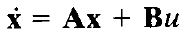 ẋ = Ax + Bu